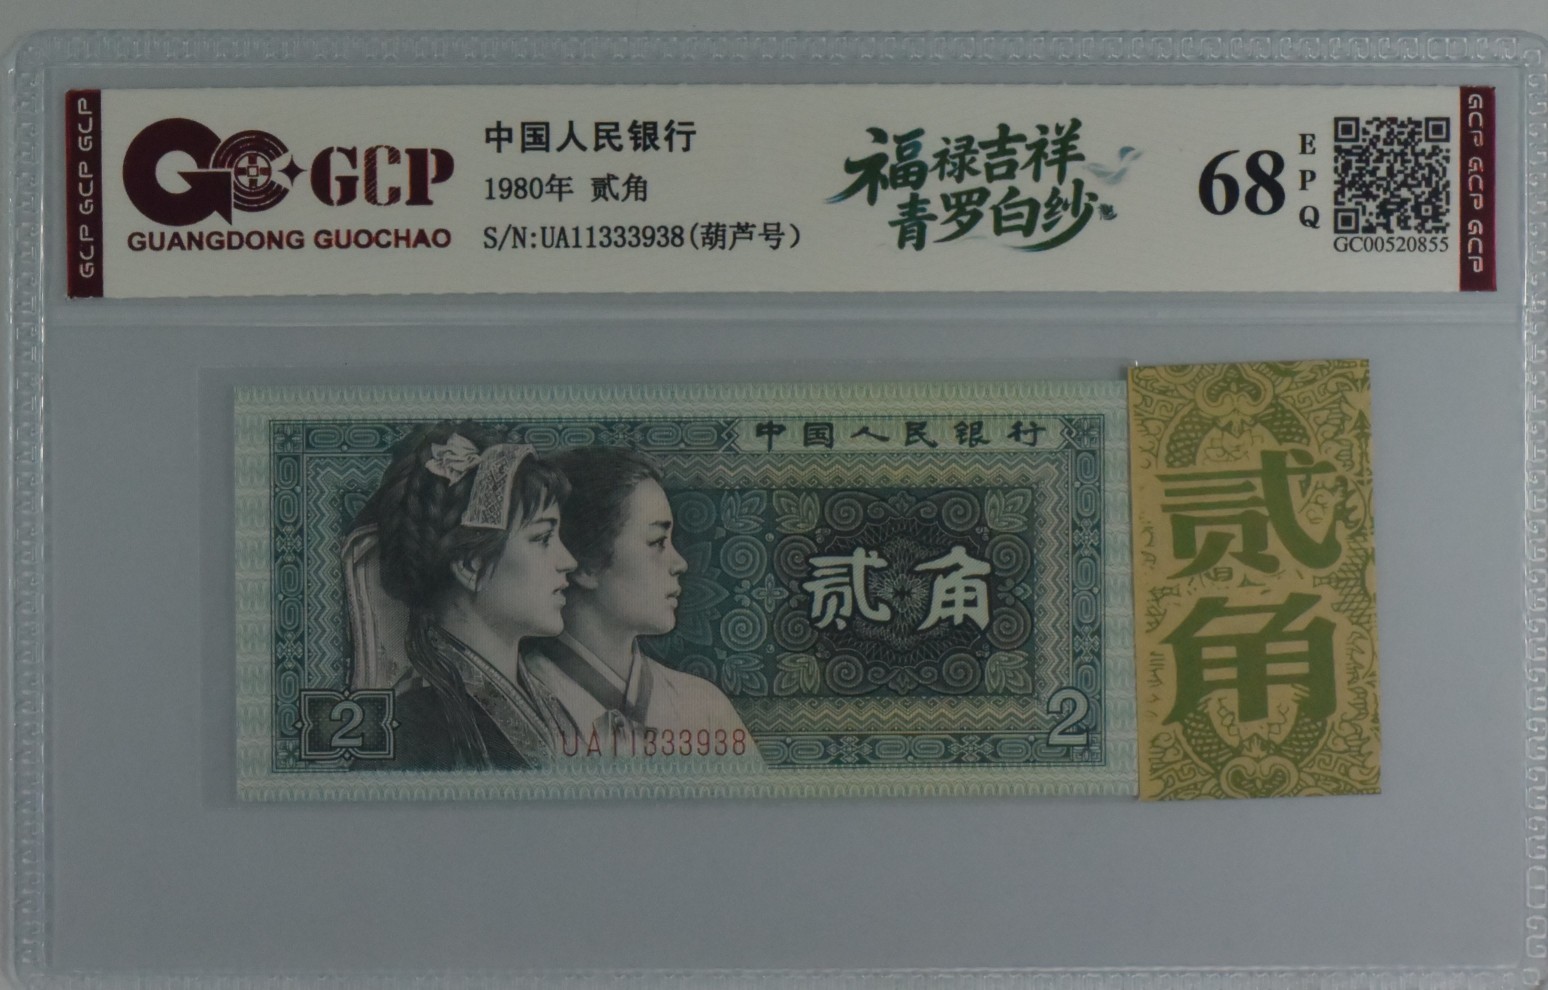 GCP GCP GCP
GCP
GUANGDONG GUOCHAO
中国人民银行
1980年 贰角
S/N:UA11333938(葫芦号)
福禄吉祥
青罗白纱
68
EPQ
GC00520855
GCP GCP GCP
中国人民银行
贰角
2
2
UA11333938
贰角